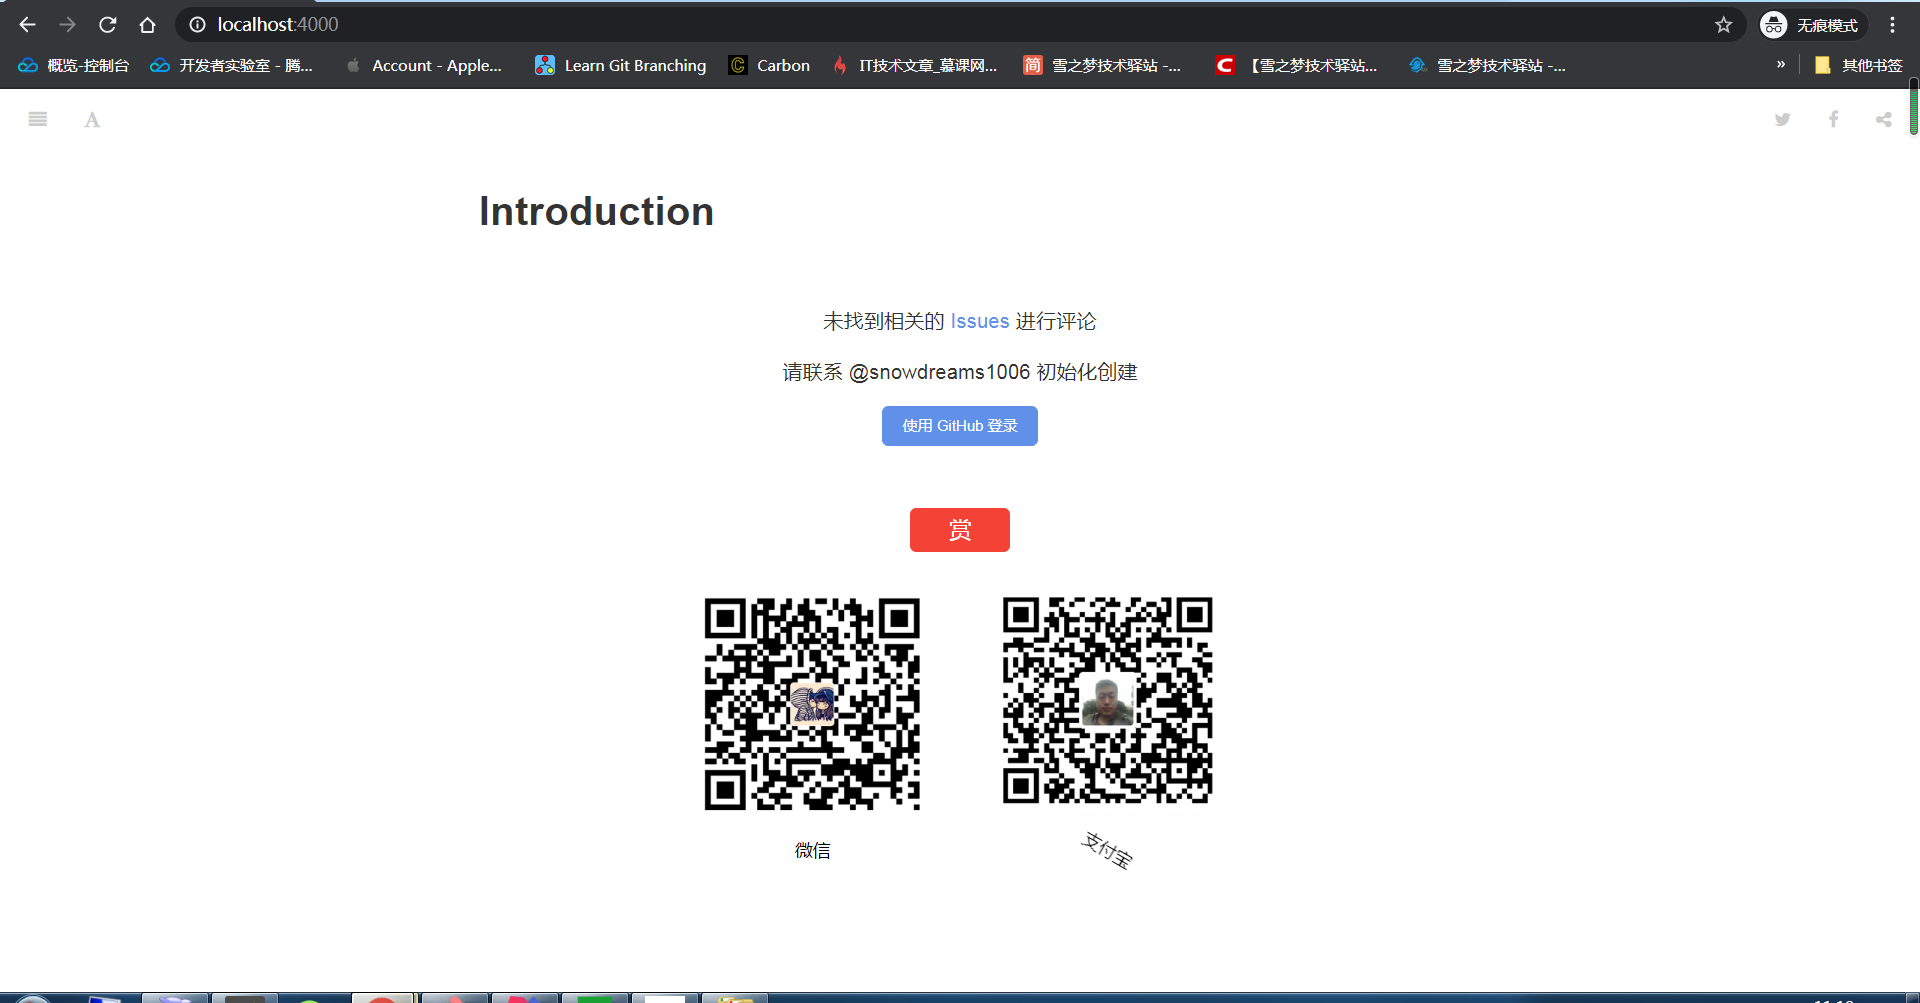 localhost:4000
无痕模式
概览-控制台 开发者实验室 - 腾... Account - Apple... Learn Git Branching Carbon IT技术文章_慕课网... 雪之梦技术驿站 -... 【雪之梦技术驿站... 雪之梦技术驿站 -... » 其他书签
A
Introduction
未找到相关的 Issues 进行评论
请联系 @snowdreams1006 初始化创建
使用 GitHub 登录
赏
微信
支付宝